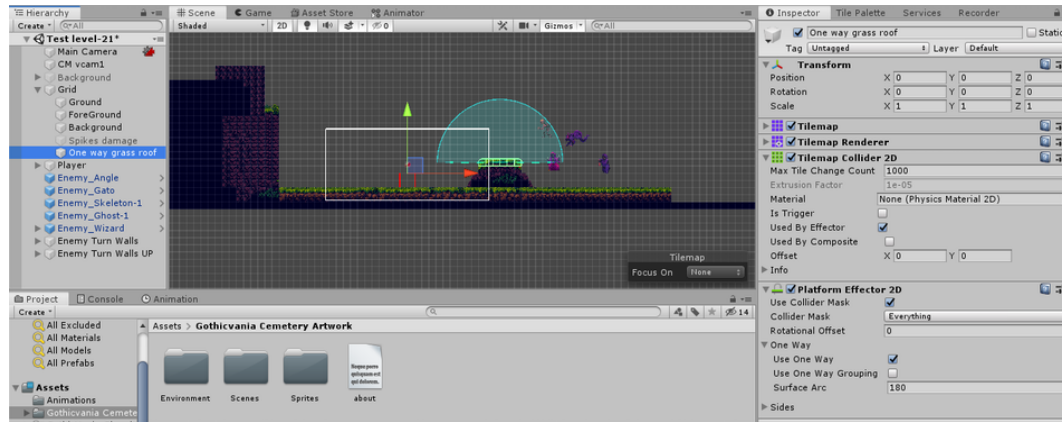 Hierarchy
Create
All
Test level-21*
Main Camera
CM vcam1
Background
Grid
Ground
ForeGround
Background
Spikes damage
One way grass roof
Player
Enemy_Angle
Enemy_Gato
Enemy_Skeleton-1
Enemy_Ghost-1
Enemy_Wizard
Enemy Turn Walls
Enemy Turn Walls UP
Scene Game Asset Store Animator
Shaded 2D 0 Gizmos All
Tilemap
Focus On None
Project Console Animation
Create 14
All Excluded
All Materials
All Models
All Prefabs
Assets
Animations
Gothicvania Cemete
Assets > Gothicvania Cemetery Artwork
Environment Scenes Sprites about
Inspector Tile Palette Services Recorder
One way grass roof Static
Tag Untagged Layer Default
Transform
Position X 0 Y 0 Z 0
Rotation X 0 Y 0 Z 0
Scale X 1 Y 1 Z 1
Tilemap
Tilemap Renderer
Tilemap Collider 2D
Max Tile Change Count 1000
Extrusion Factor 1e-05
Material None (Physics Material 2D)
Is Trigger
Used By Effector
Used By Composite
Offset X 0 Y 0
Info
Platform Effector 2D
Use Collider Mask
Collider Mask Everything
Rotational Offset 0
One Way
Use One Way
Use One Way Grouping
Surface Arc 180
Sides